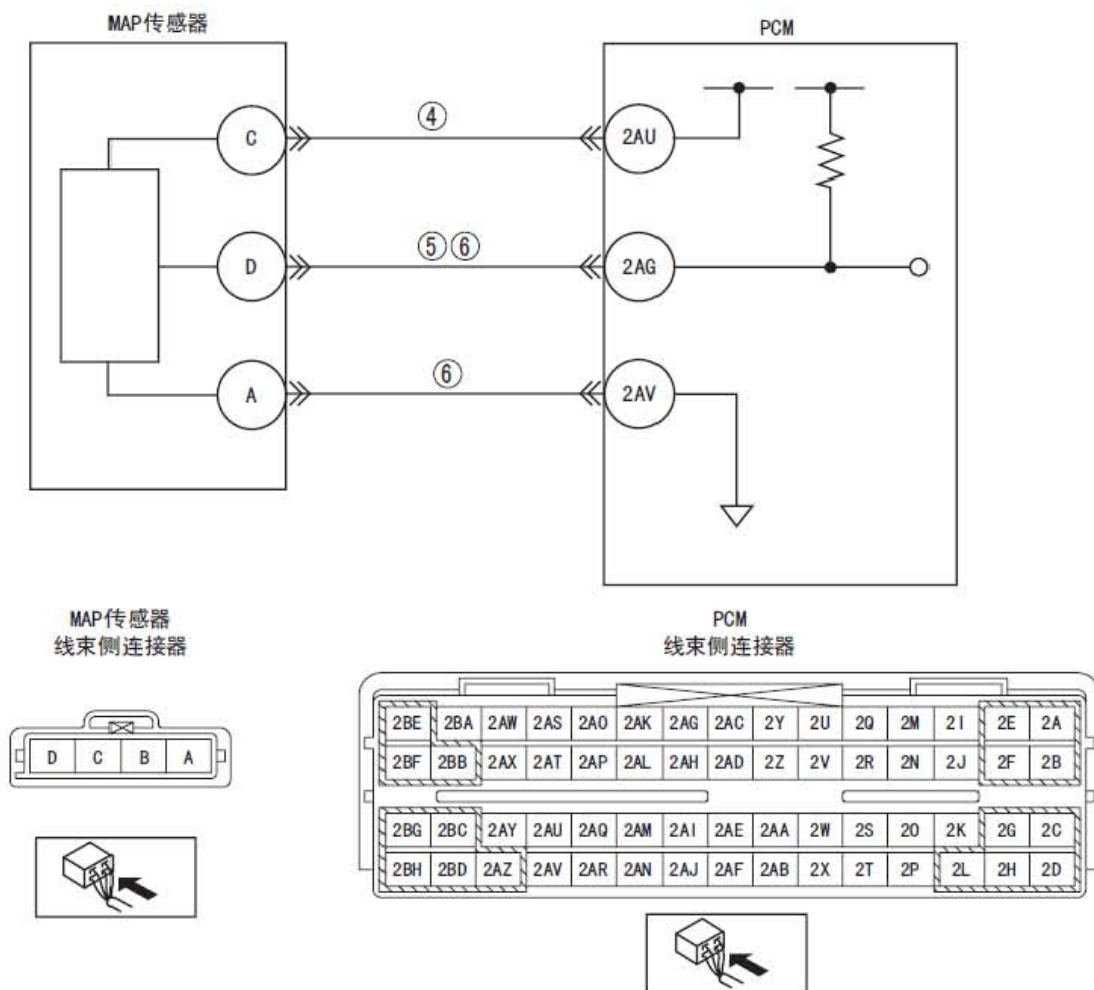 MAP传感器
PCM
C
④
2AU
D
⑤⑥
2AG
A
⑥
2AV
MAP传感器
线束侧连接器
PCM
线束侧连接器
D C B A
2BE 2BA 2AW 2AS 2AO 2AK 2AG 2AC 2Y 2U 2Q 2M 2I 2E 2A
2BF 2BB 2AX 2AT 2AP 2AL 2AH 2AD 2Z 2V 2R 2N 2J 2F 2B
2BG 2BC 2AY 2AU 2AQ 2AM 2AI 2AE 2AA 2W 2S 2O 2K 2G 2C
2BH 2BD 2AZ 2AV 2AR 2AN 2AJ 2AF 2AB 2X 2T 2P 2L 2H 2D